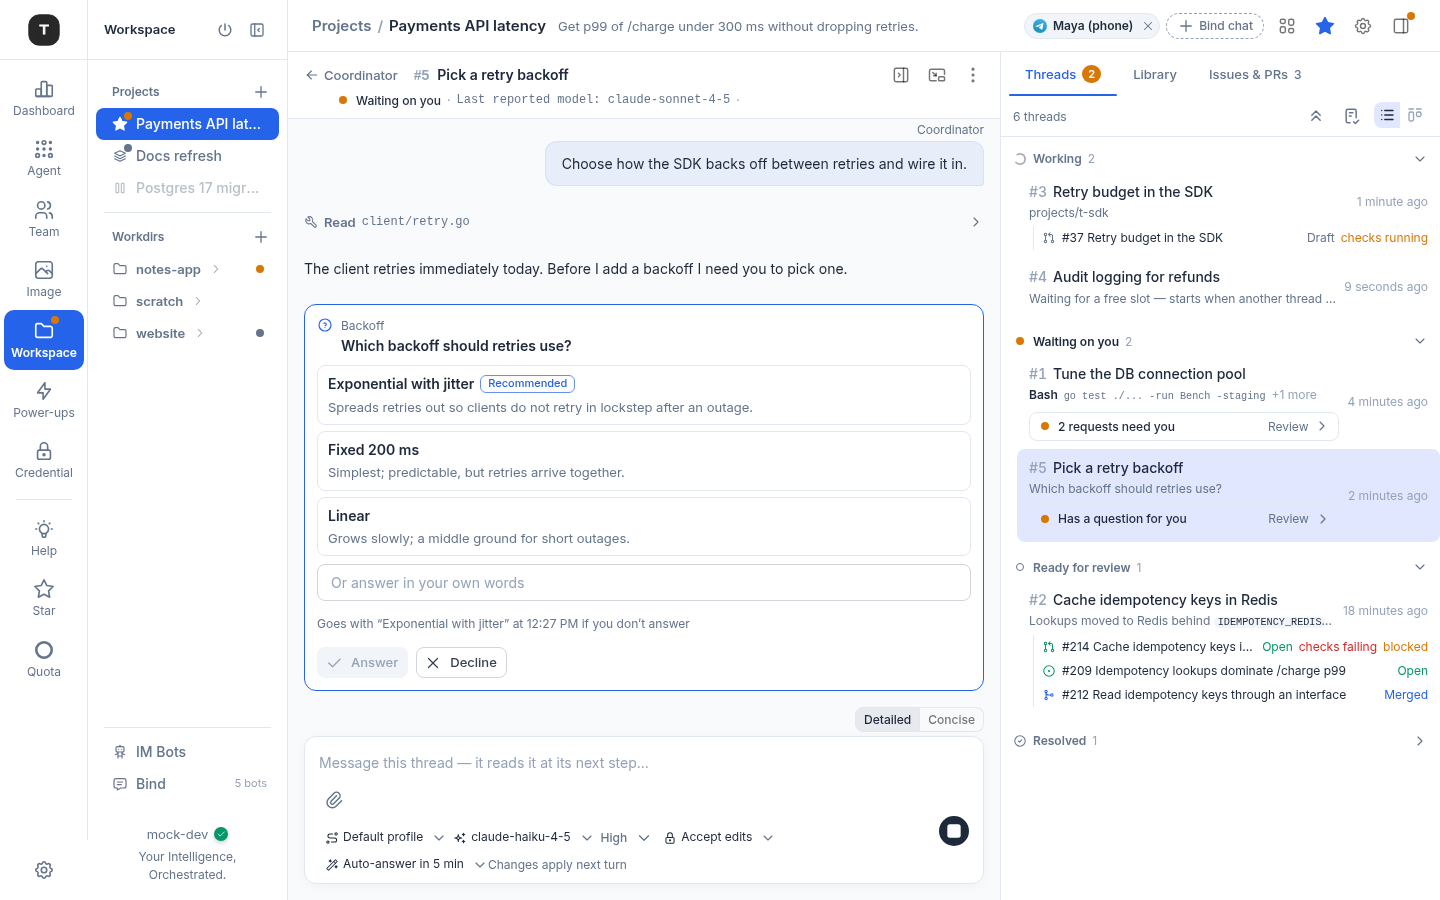 T
Dashboard
Agent
Team
Image
Workspace
Power-ups
Credential
Help
Star
Quota
Workspace
Projects
Payments API lat...
Docs refresh
Postgres 17 migr...
Workdirs
notes-app
scratch
website
IM Bots
Bind
5 bots
mock-dev
Your Intelligence,
Orchestrated.
Projects / Payments API latency
Get p99 of /charge under 300 ms without dropping retries.
Maya (phone)
Bind chat
Coordinator
#5 Pick a retry backoff
Waiting on you · Last reported model: claude-sonnet-4-5 ·
Coordinator
Choose how the SDK backs off between retries and wire it in.
Read client/retry.go
The client retries immediately today. Before I add a backoff I need you to pick one.
Backoff
Which backoff should retries use?
Exponential with jitter Recommended
Spreads retries out so clients do not retry in lockstep after an outage.
Fixed 200 ms
Simplest; predictable, but retries arrive together.
Linear
Grows slowly; a middle ground for short outages.
Or answer in your own words
Goes with “Exponential with jitter” at 12:27 PM if you don’t answer
Answer
Decline
Detailed
Concise
Message this thread — it reads it at its next step...
Default profile
claude-haiku-4-5
High
Accept edits
Auto-answer in 5 min
Changes apply next turn
Threads 2
Library
Issues & PRs 3
6 threads
Working 2
#3 Retry budget in the SDK
1 minute ago
projects/t-sdk
#37 Retry budget in the SDK
Draft checks running
#4 Audit logging for refunds
9 seconds ago
Waiting for a free slot — starts when another thread ...
Waiting on you 2
#1 Tune the DB connection pool
Bash go test ./... -run Bench -staging +1 more
4 minutes ago
2 requests need you
Review
#5 Pick a retry backoff
Which backoff should retries use?
2 minutes ago
Has a question for you
Review
Ready for review 1
#2 Cache idempotency keys in Redis
18 minutes ago
Lookups moved to Redis behind IDEMPOTENCY_REDIS...
#214 Cache idempotency keys i...
Open checks failing blocked
#209 Idempotency lookups dominate /charge p99
Open
#212 Read idempotency keys through an interface
Merged
Resolved 1